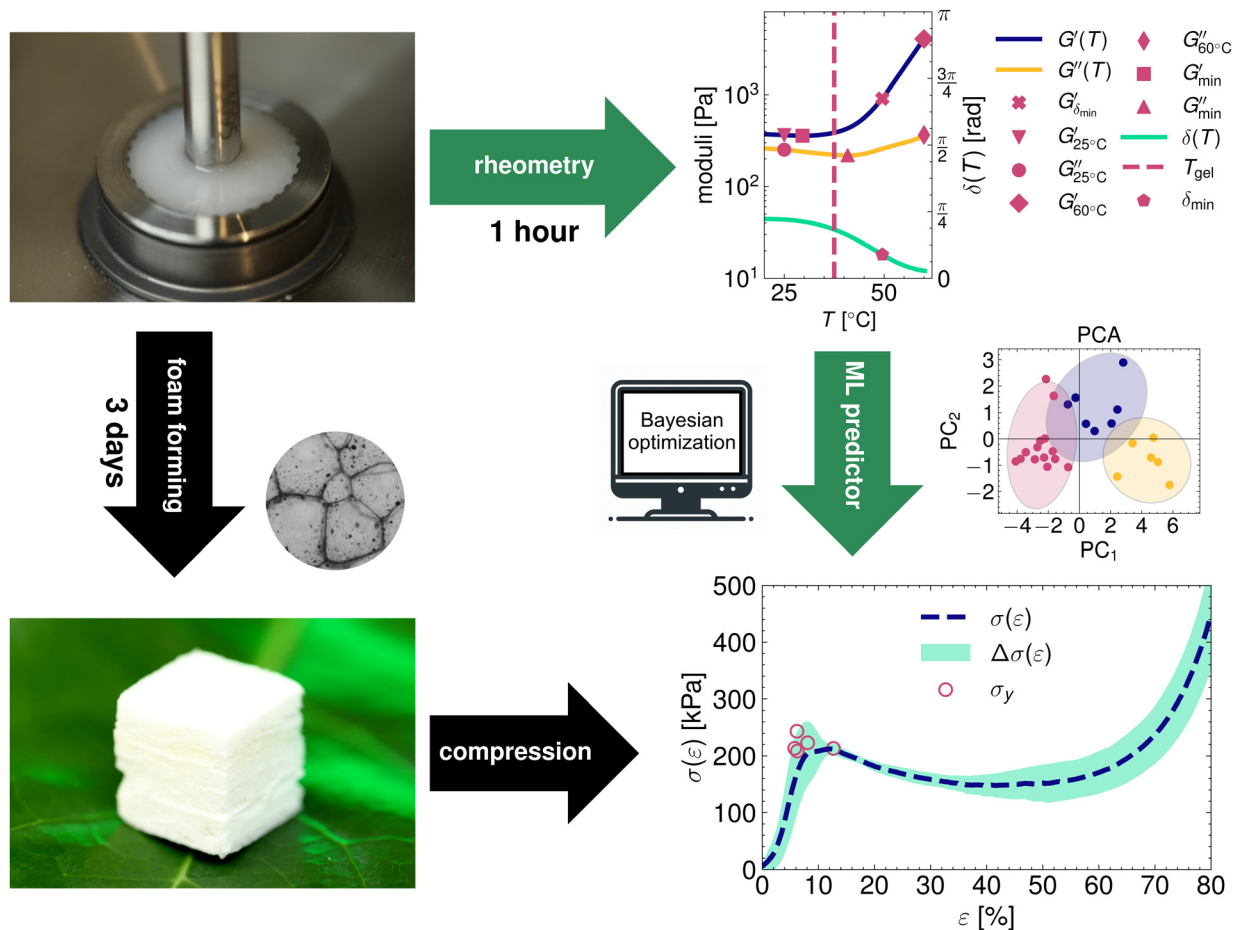 rheometry
1 hour
moduli [Pa]
10³
10²
10¹
25
50
T [°C]
π
3π/4
π/2
π/4
0
δ(T) [rad]
G′(T)
G″(T)
G′δmin
G′25°C
G″25°C
G′60°C
G″60°C
G′min
G″min
δ(T)
Tgel
δmin
foam forming
3 days
Bayesian
optimization
ML predictor
PCA
PC₂
3
2
1
0
−1
−2
−4 −2 0 2 4 6
PC₁
compression
σ(ε) [kPa]
500
400
300
200
100
0
σ(ε)
Δσ(ε)
σy
0 10 20 30 40 50 60 70 80
ε [%]